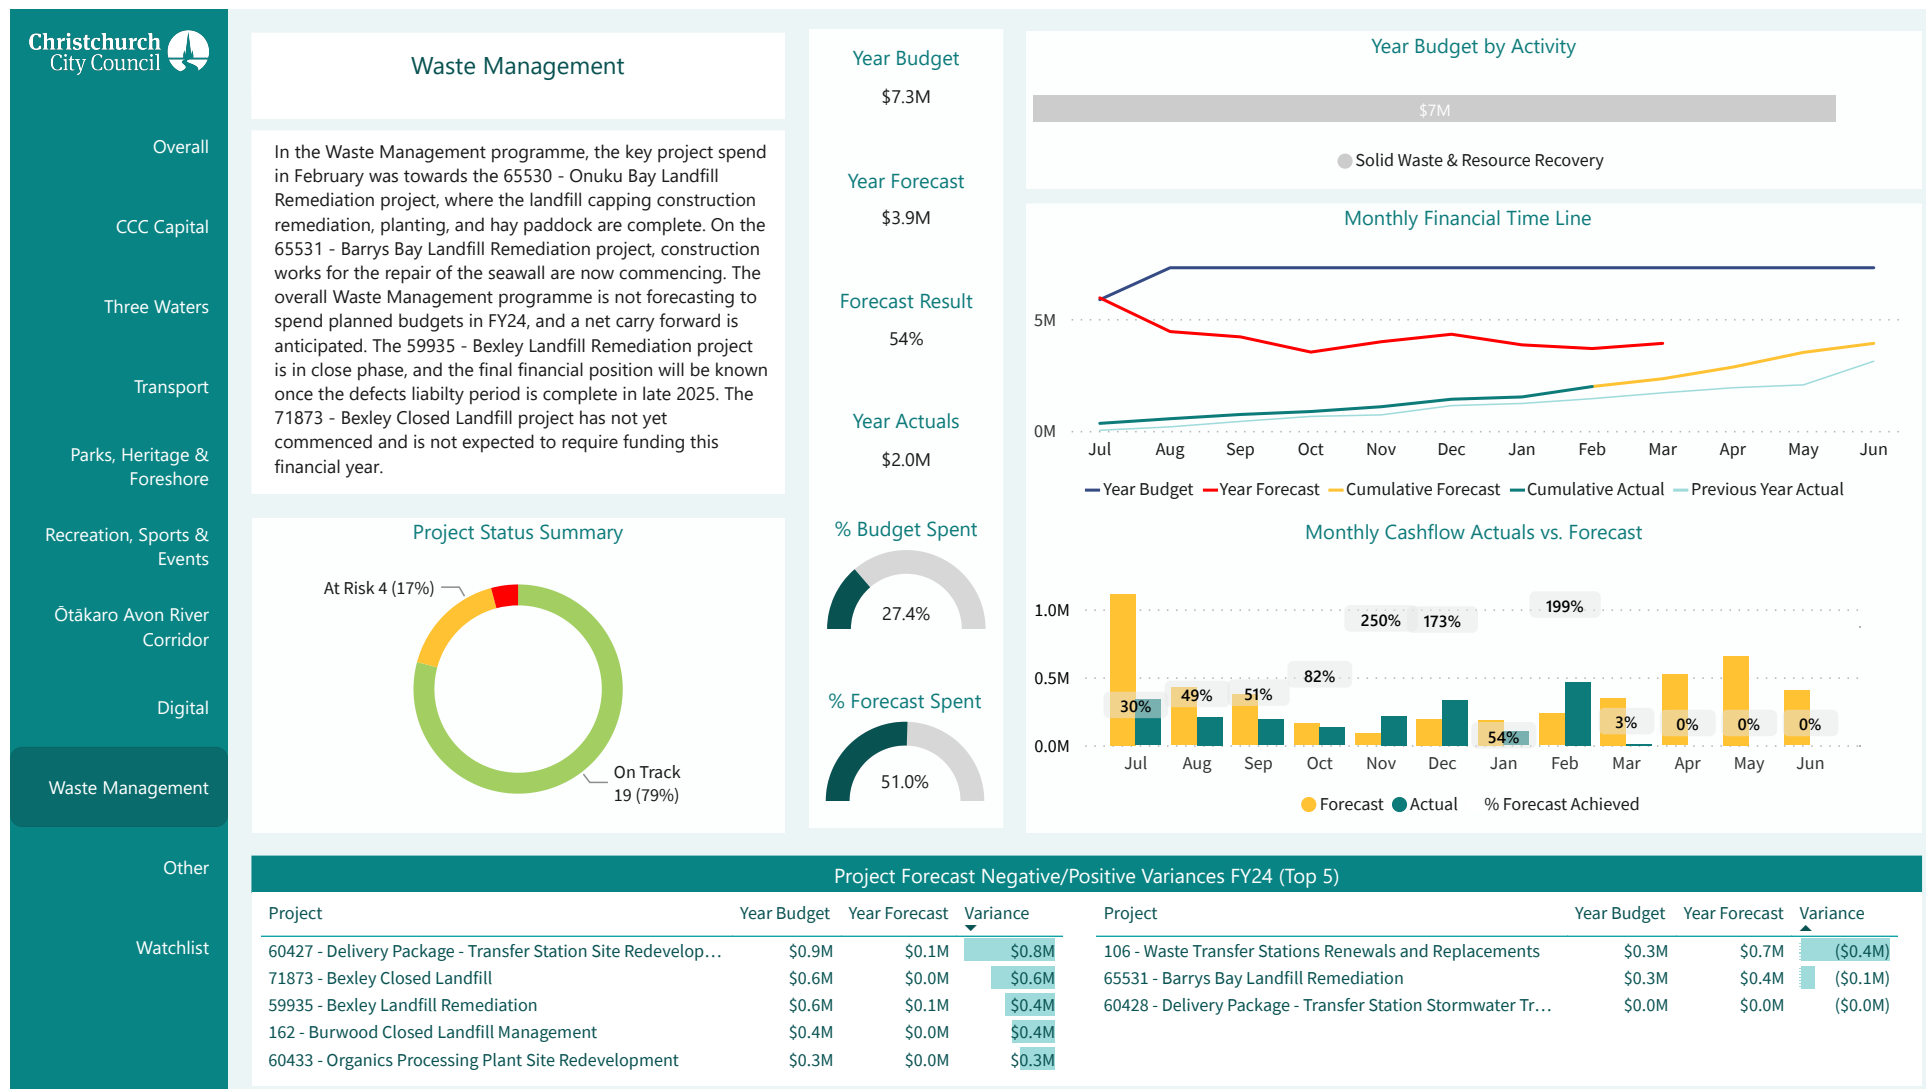 Christchurch
City Council
Overall
CCC Capital
Three Waters
Transport
Parks, Heritage &
Foreshore
Recreation, Sports &
Events
Ōtākaro Avon River
Corridor
Digital
Waste Management
Other
Watchlist
Waste Management
In the Waste Management programme, the key project spend
in February was towards the 65530 - Onuku Bay Landfill
Remediation project, where the landfill capping construction
remediation, planting, and hay paddock are complete. On the
65531 - Barrys Bay Landfill Remediation project, construction
works for the repair of the seawall are now commencing. The
overall Waste Management programme is not forecasting to
spend planned budgets in FY24, and a net carry forward is
anticipated. The 59935 - Bexley Landfill Remediation project
is in close phase, and the final financial position will be known
once the defects liabilty period is complete in late 2025. The
71873 - Bexley Closed Landfill project has not yet
commenced and is not expected to require funding this
financial year.
Project Status Summary
At Risk 4 (17%)
On Track
19 (79%)
Year Budget
$7.3M
Year Forecast
$3.9M
Forecast Result
54%
Year Actuals
$2.0M
% Budget Spent
27.4%
% Forecast Spent
51.0%
Year Budget by Activity
$7M
Solid Waste & Resource Recovery
Monthly Financial Time Line
5M
0M
Jul Aug Sep Oct Nov Dec Jan Feb Mar Apr May Jun
Year Budget Year Forecast Cumulative Forecast Cumulative Actual Previous Year Actual
Monthly Cashflow Actuals vs. Forecast
1.0M
0.5M
0.0M
30% 49% 51% 82% 250% 173% 54% 199% 3% 0% 0% 0%
Jul Aug Sep Oct Nov Dec Jan Feb Mar Apr May Jun
Forecast Actual % Forecast Achieved
Project Forecast Negative/Positive Variances FY24 (Top 5)
Project Year Budget Year Forecast Variance
60427 - Delivery Package - Transfer Station Site Redevelop... $0.9M $0.1M $0.8M
71873 - Bexley Closed Landfill $0.6M $0.0M $0.6M
59935 - Bexley Landfill Remediation $0.6M $0.1M $0.4M
162 - Burwood Closed Landfill Management $0.4M $0.0M $0.4M
60433 - Organics Processing Plant Site Redevelopment $0.3M $0.0M $0.3M
Project Year Budget Year Forecast Variance
106 - Waste Transfer Stations Renewals and Replacements $0.3M $0.7M ($0.4M)
65531 - Barrys Bay Landfill Remediation $0.3M $0.4M ($0.1M)
60428 - Delivery Package - Transfer Station Stormwater Tr... $0.0M $0.0M ($0.0M)